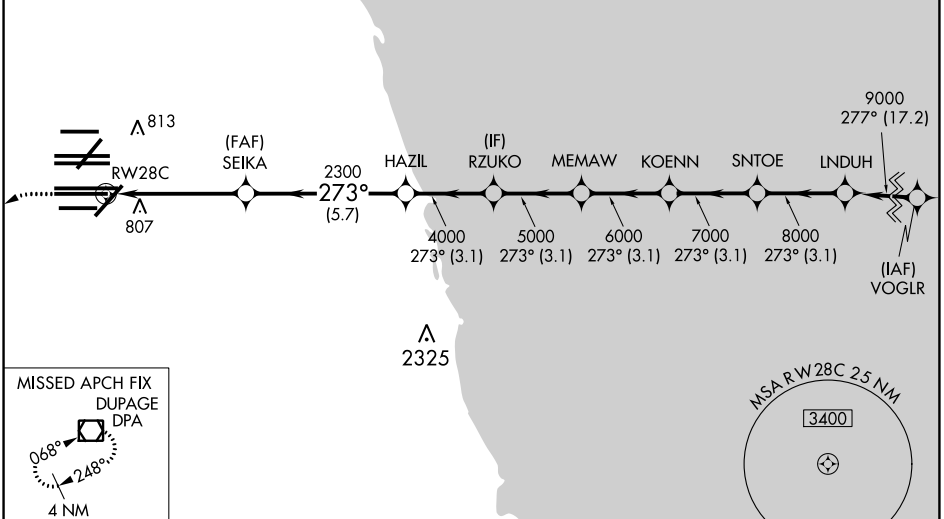 9000
277° (17.2)
813
(FAF)
SEIKA
2300
273°
(5.7)
HAZIL
(IF)
RZUKO
MEMAW
KOENN
SNTOE
LNDUH
RW28C
807
4000
273° (3.1)
5000
273° (3.1)
6000
273° (3.1)
7000
273° (3.1)
8000
273° (3.1)
(IAF)
VOGLR
2325
MISSED APCH FIX
DUPAGE
DPA
068°
248°
4 NM
MSA RW28C 25 NM
3400